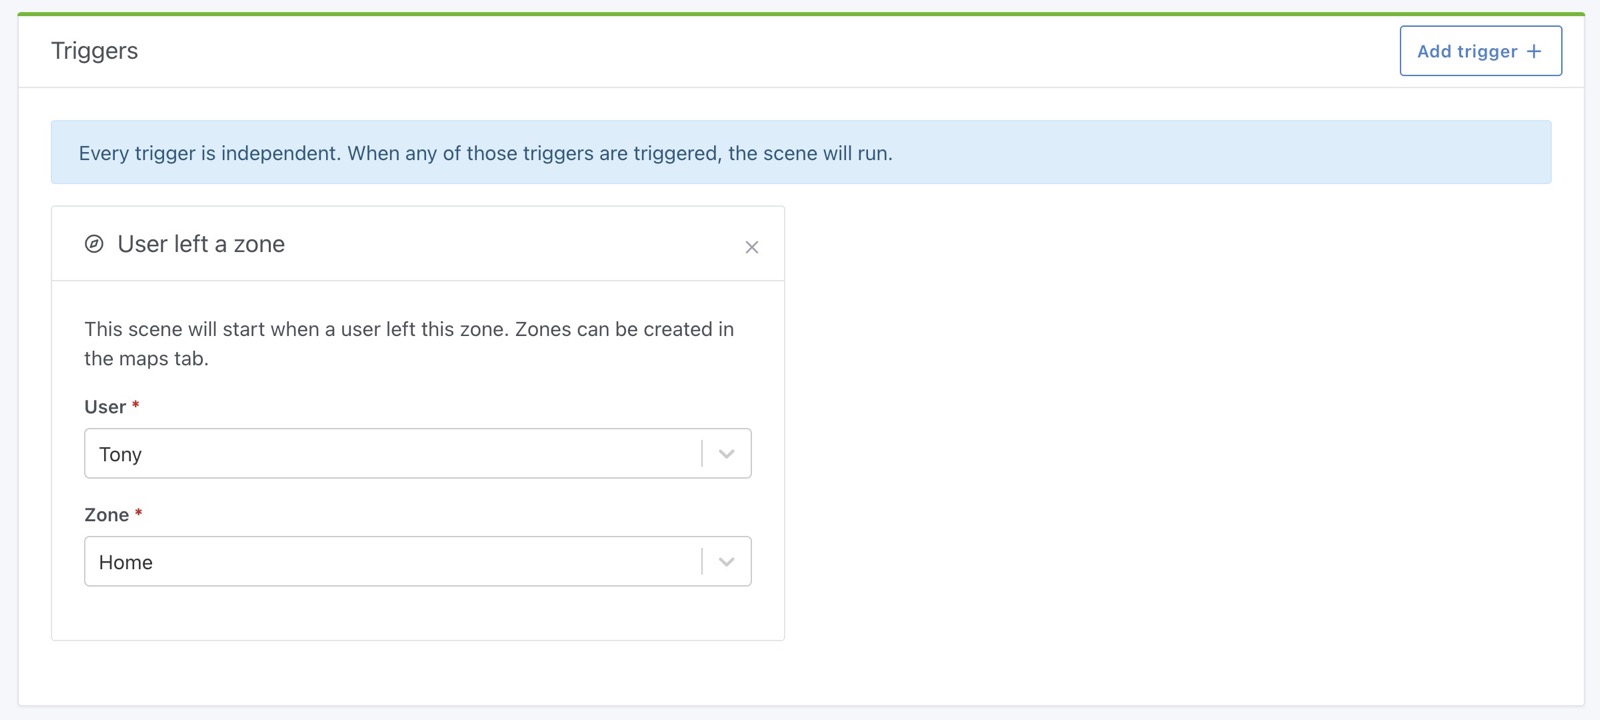 Triggers
Add trigger +
Every trigger is independent. When any of those triggers are triggered, the scene will run.
User left a zone
This scene will start when a user left this zone. Zones can be created in
the maps tab.
User *
Tony
Zone *
Home